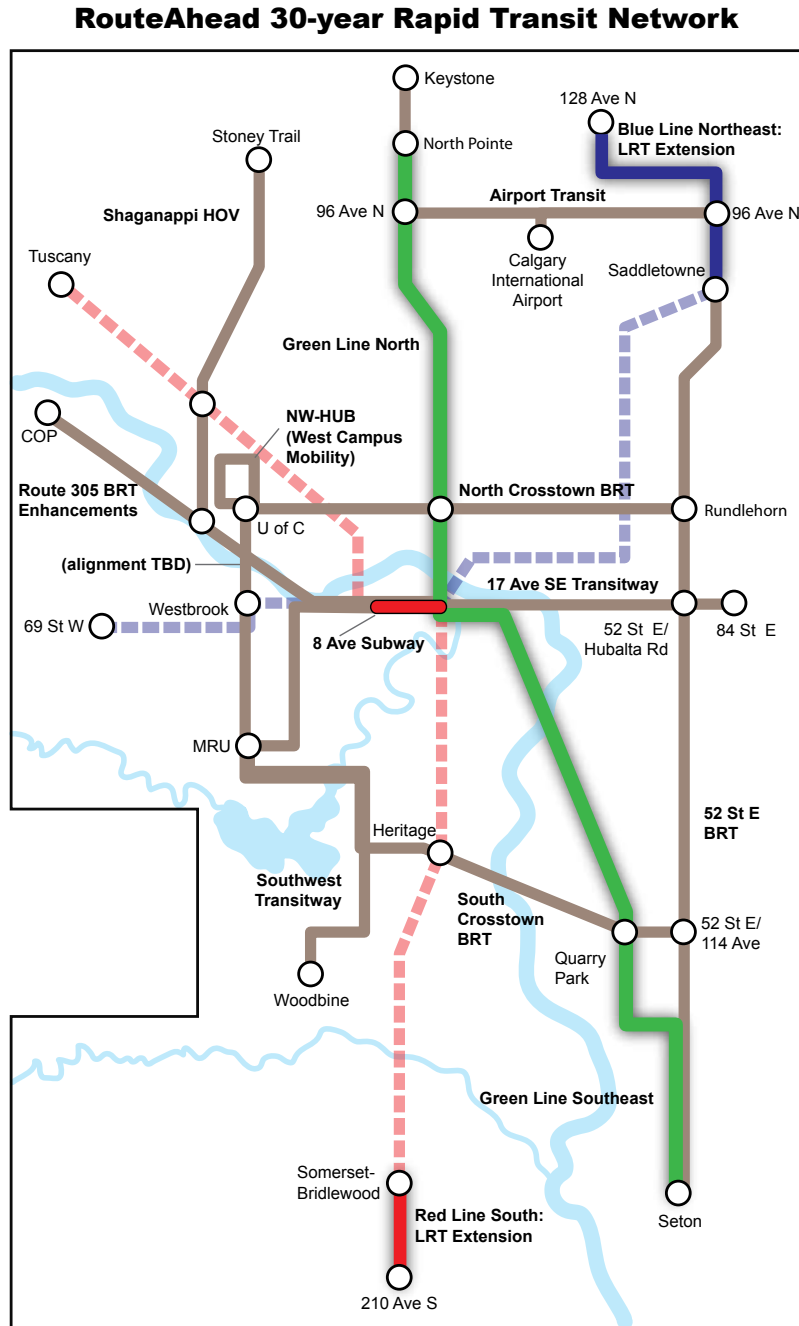 RouteAhead 30-year Rapid Transit Network
Keystone
128 Ave N
Blue Line Northeast:
LRT Extension
Stoney Trail
North Pointe
Shaganappi HOV
Airport Transit
96 Ave N
96 Ave N
Tuscany
Calgary
International
Airport
Saddletowne
Green Line North
COP
NW-HUB
(West Campus
Mobility)
Route 305 BRT
Enhancements
North Crosstown BRT
U of C
Rundlehorn
(alignment TBD)
17 Ave SE Transitway
Westbrook
69 St W
8 Ave Subway
52 St  E/
Hubalta Rd
84 St  E
MRU
52 St E
BRT
Heritage
Southwest
Transitway
South
Crosstown
BRT
52 St E/
114 Ave
Quarry
Park
Woodbine
Green Line Southeast
Somerset-
Bridlewood
Red Line South:
LRT Extension
Seton
210 Ave S